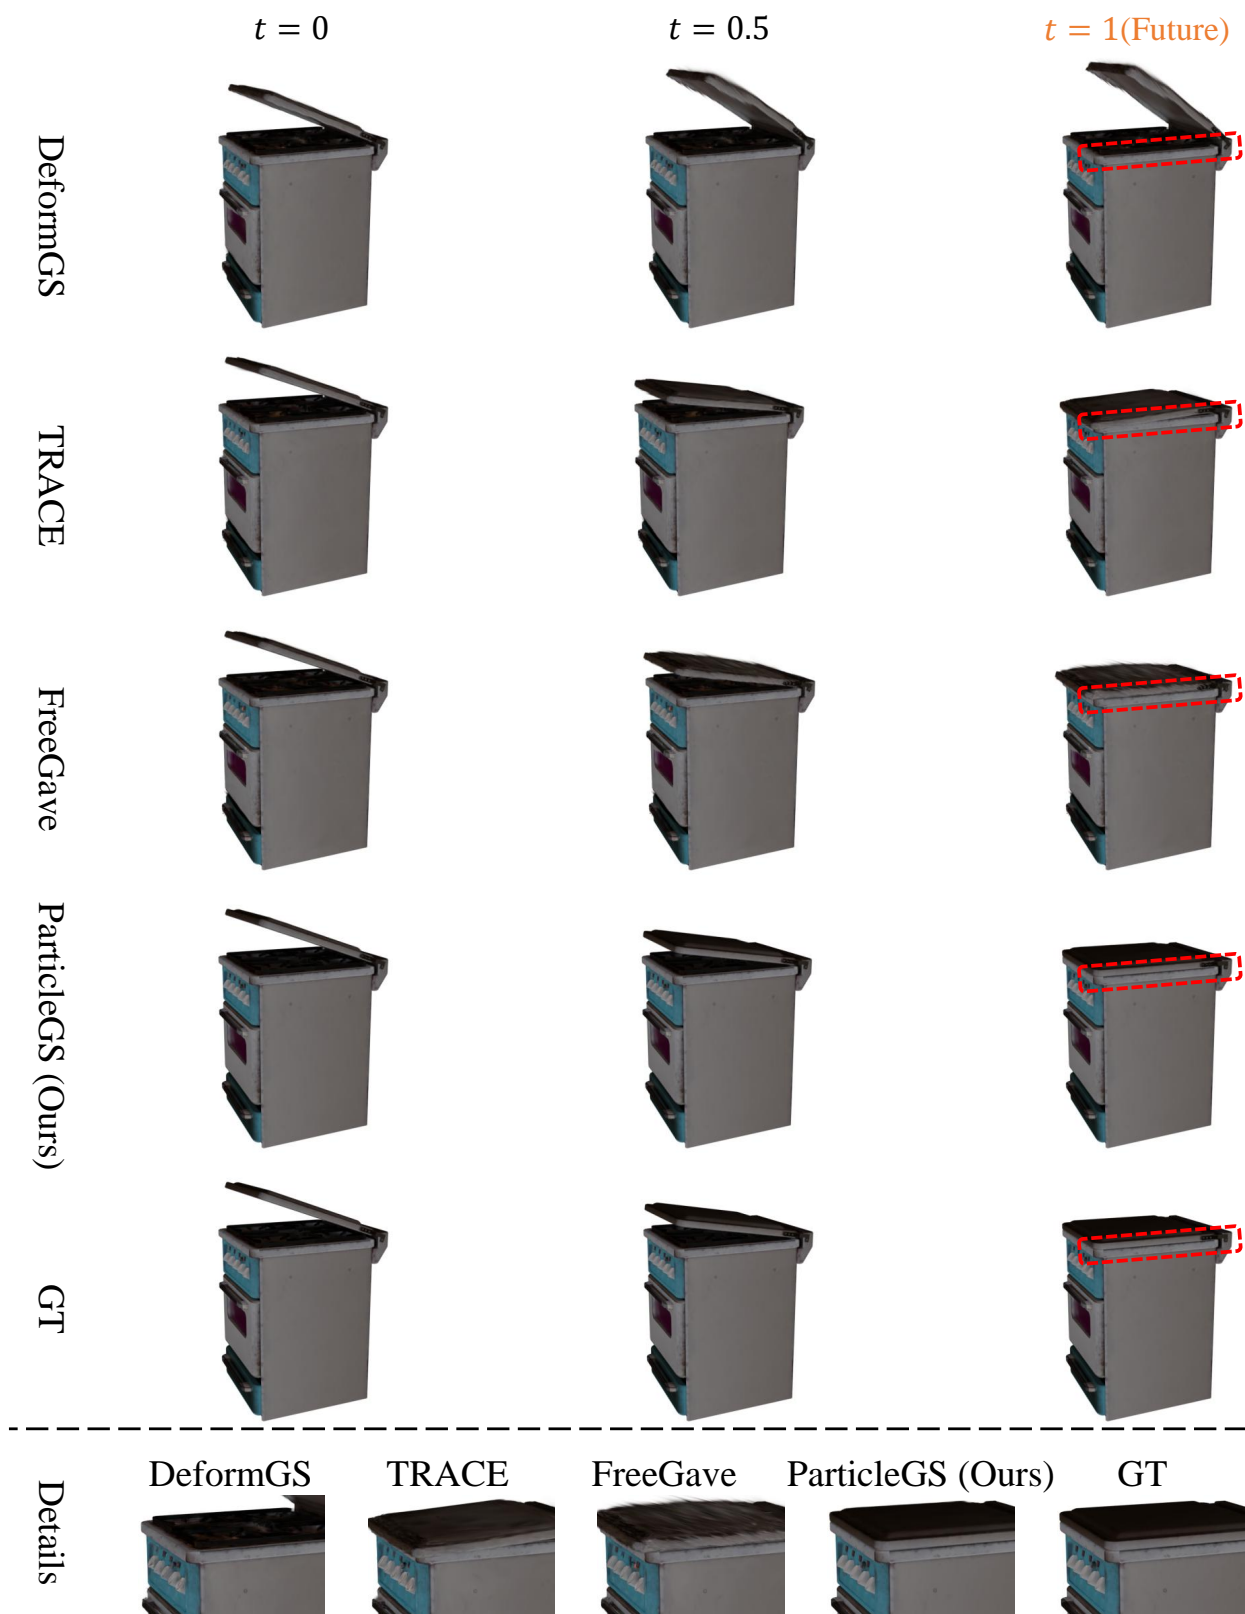 t = 0
t = 0.5
t = 1(Future)
DeformGS
TRACE
FreeGave
ParticleGS (Ours)
GT
Details
DeformGS
TRACE
FreeGave
ParticleGS (Ours)
GT